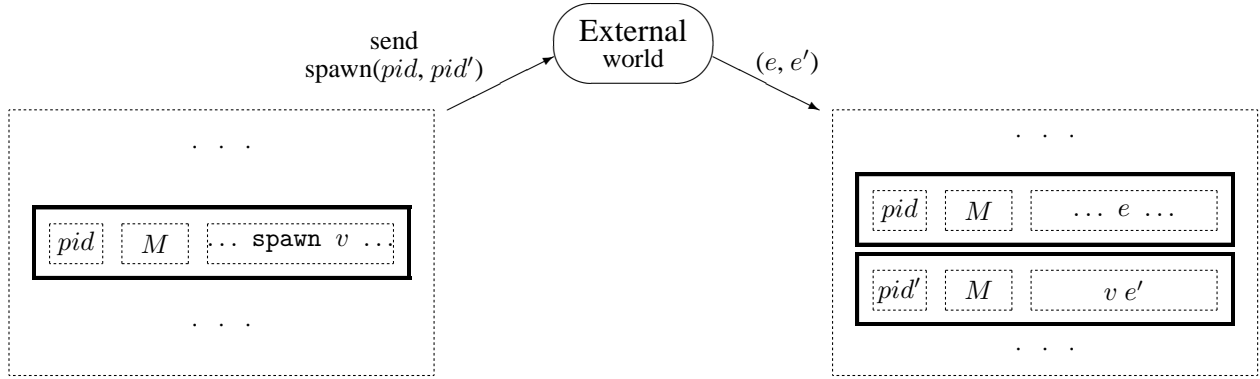 External
world
send
spawn(pid, pid′)
(e, e′)
. . .
pid M ... spawn v ...
. . .
. . .
pid M ... e ...
pid′ M v e′
. . .